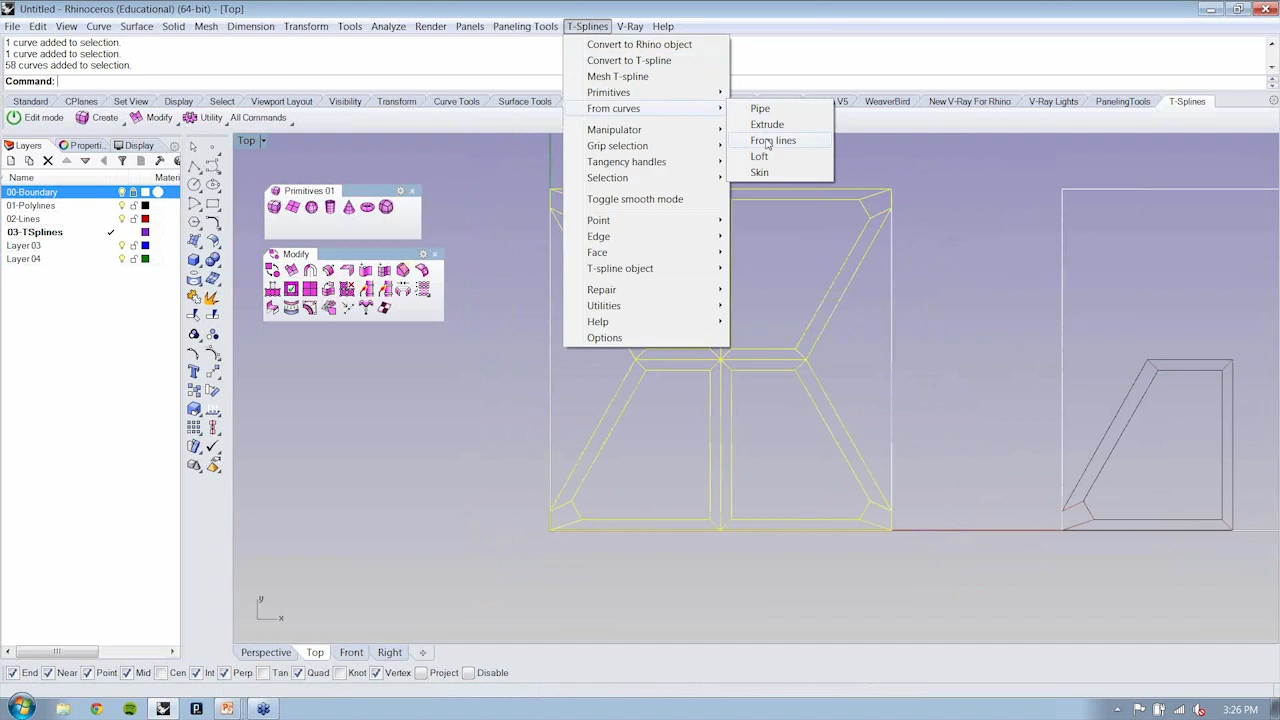 Untitled - Rhinoceros (Educational) (64-bit) - [Top]
File Edit View Curve Surface Solid Mesh Dimension Transform Tools Analyze Render Panels Paneling Tools T-Splines V-Ray Help
1 curve added to selection.
1 curve added to selection.
58 curves added to selection.
Command:
Standard CPlanes Set View Display Select Viewport Layout Visibility Transform Curve Tools Surface Tools V5 WeaverBird New V-Ray For Rhino V-Ray Lights PanelingTools T-Splines
Edit mode Create Modify Utility All Commands
Convert to Rhino object
Convert to T-spline
Mesh T-spline
Primitives
From curves
Manipulator
Grip selection
Tangency handles
Selection
Toggle smooth mode
Point
Edge
Face
T-spline object
Repair
Utilities
Help
Options
Pipe
Extrude
From lines
Loft
Skin
Layers Properti... Display
Name Materi
00-Boundary
01-Polylines
02-Lines
03-TSplines
Layer 03
Layer 04
Top
Primitives 01
Modify
y
x
Perspective Top Front Right
End Near Point Mid Cen Int Perp Tan Quad Knot Vertex Project Disable
3:26 PM